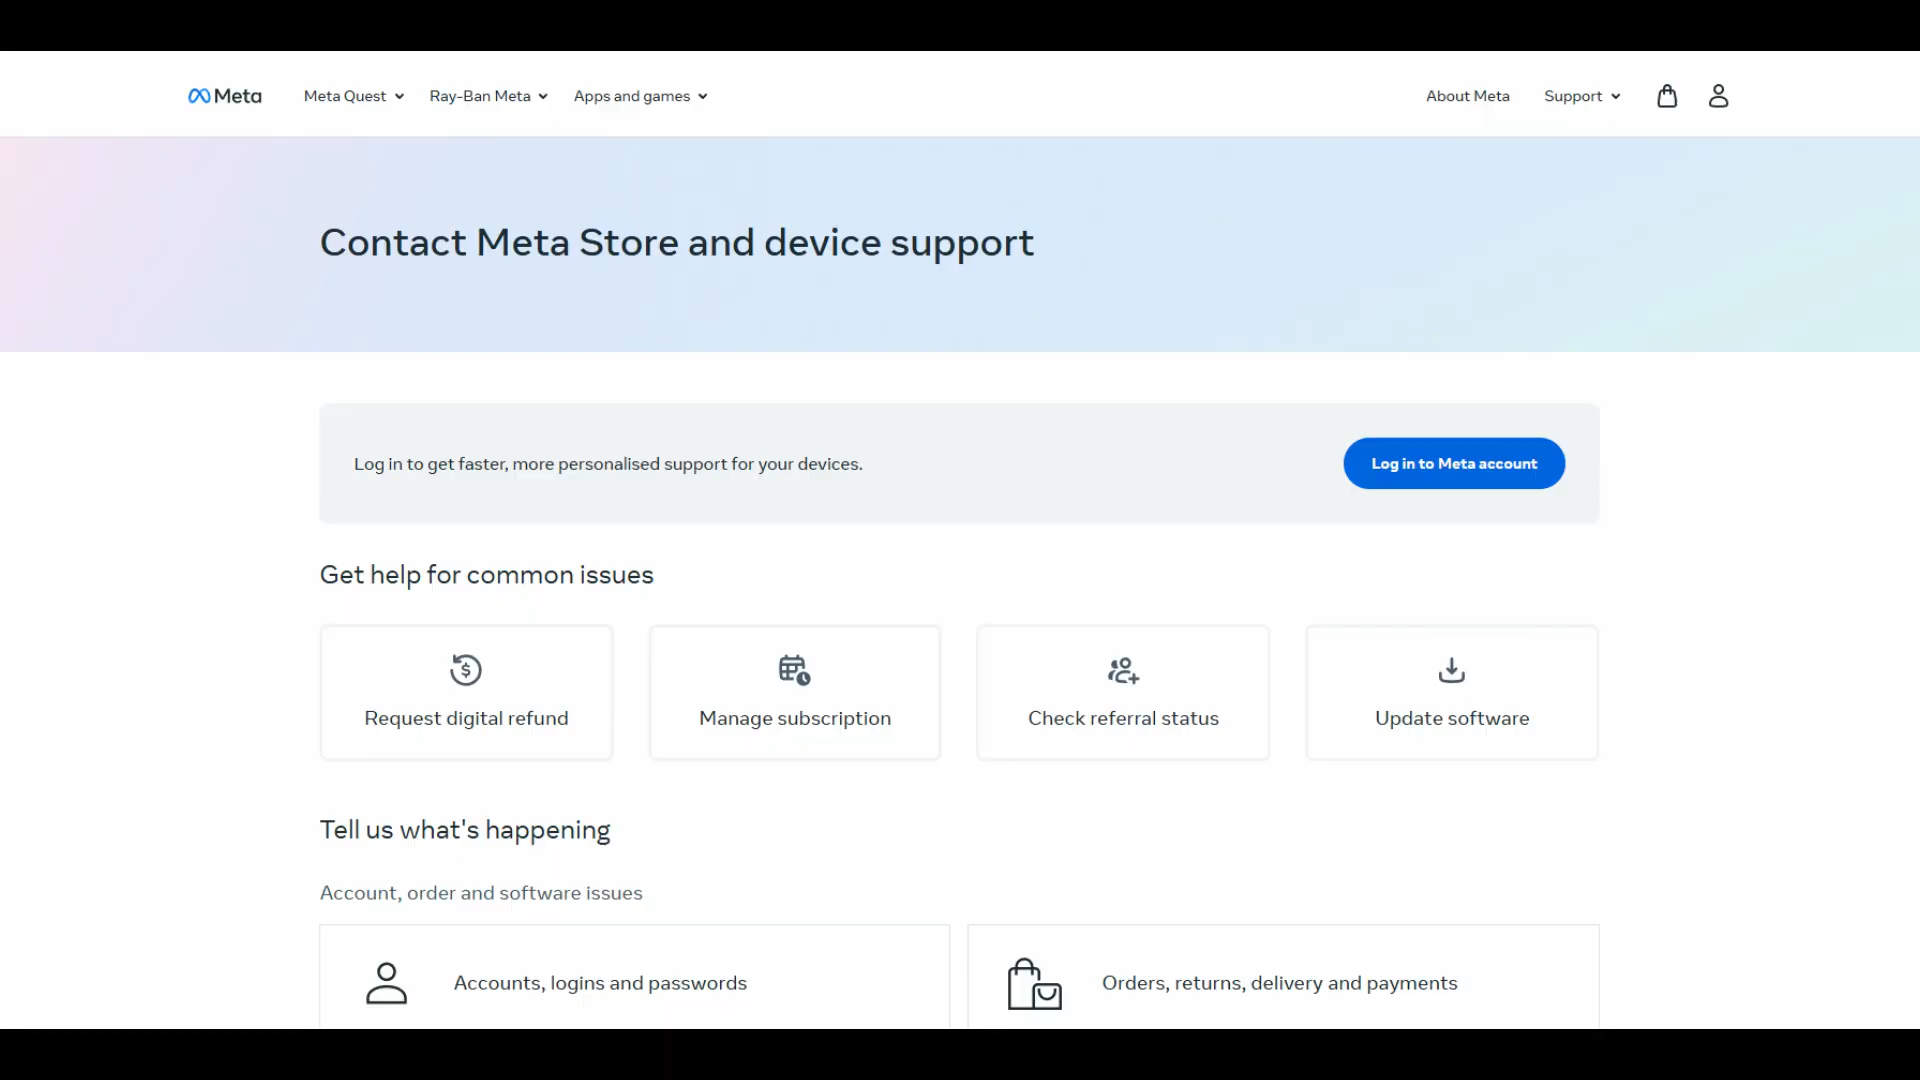 Meta
Meta Quest
Ray-Ban Meta
Apps and games
About Meta
Support
Contact Meta Store and device support
Log in to get faster, more personalised support for your devices.
Log in to Meta account
Get help for common issues
Request digital refund
Manage subscription
Check referral status
Update software
Tell us what's happening
Account, order and software issues
Accounts, logins and passwords
Orders, returns, delivery and payments